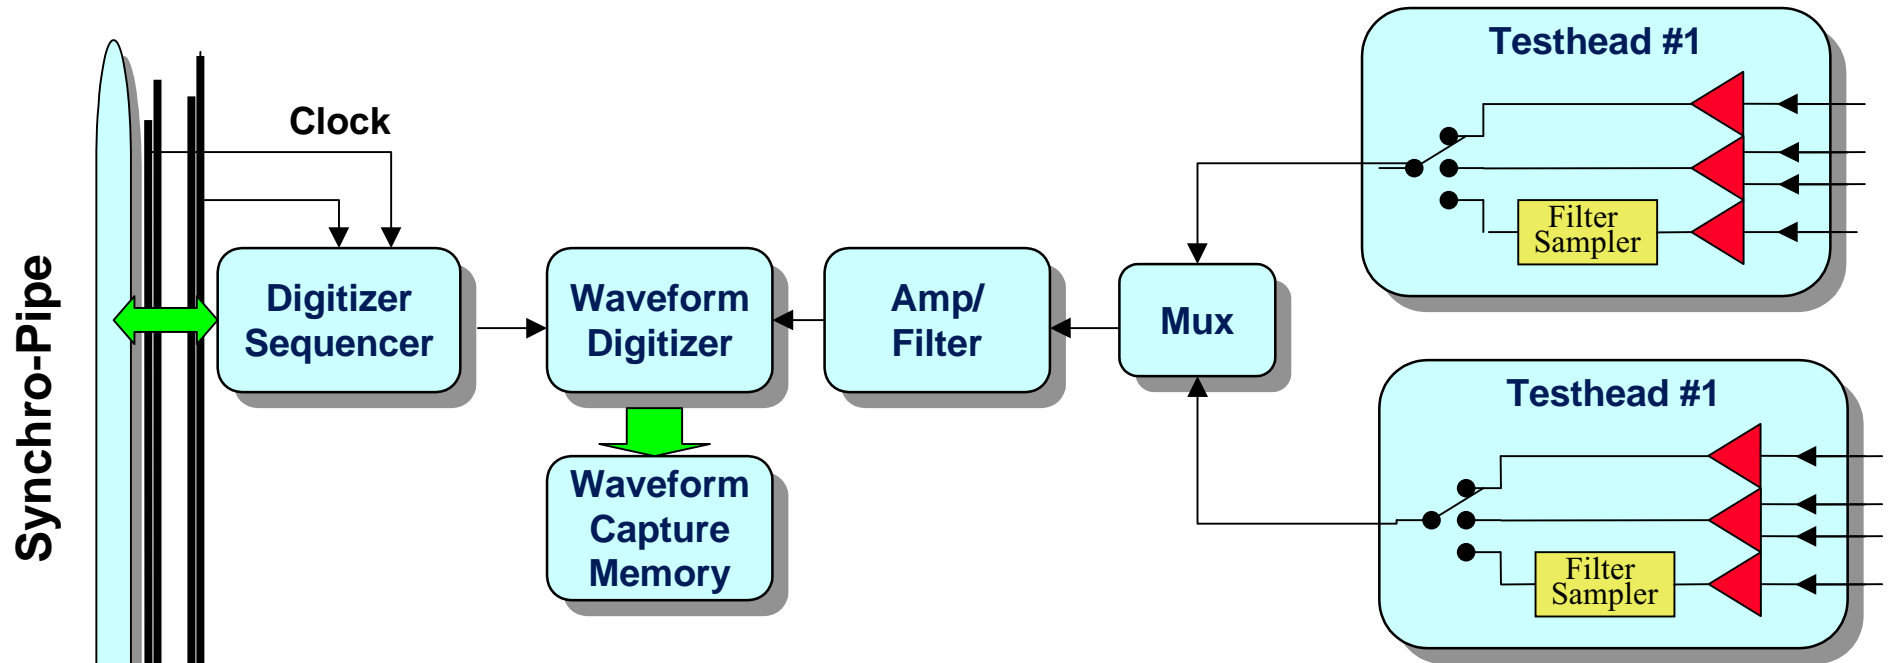 Synchro-Pipe
Clock
Digitizer
Sequencer
Waveform
Digitizer
Waveform
Capture
Memory
Amp/
Filter
Mux
Testhead #1
Filter
Sampler
Testhead #1
Filter
Sampler